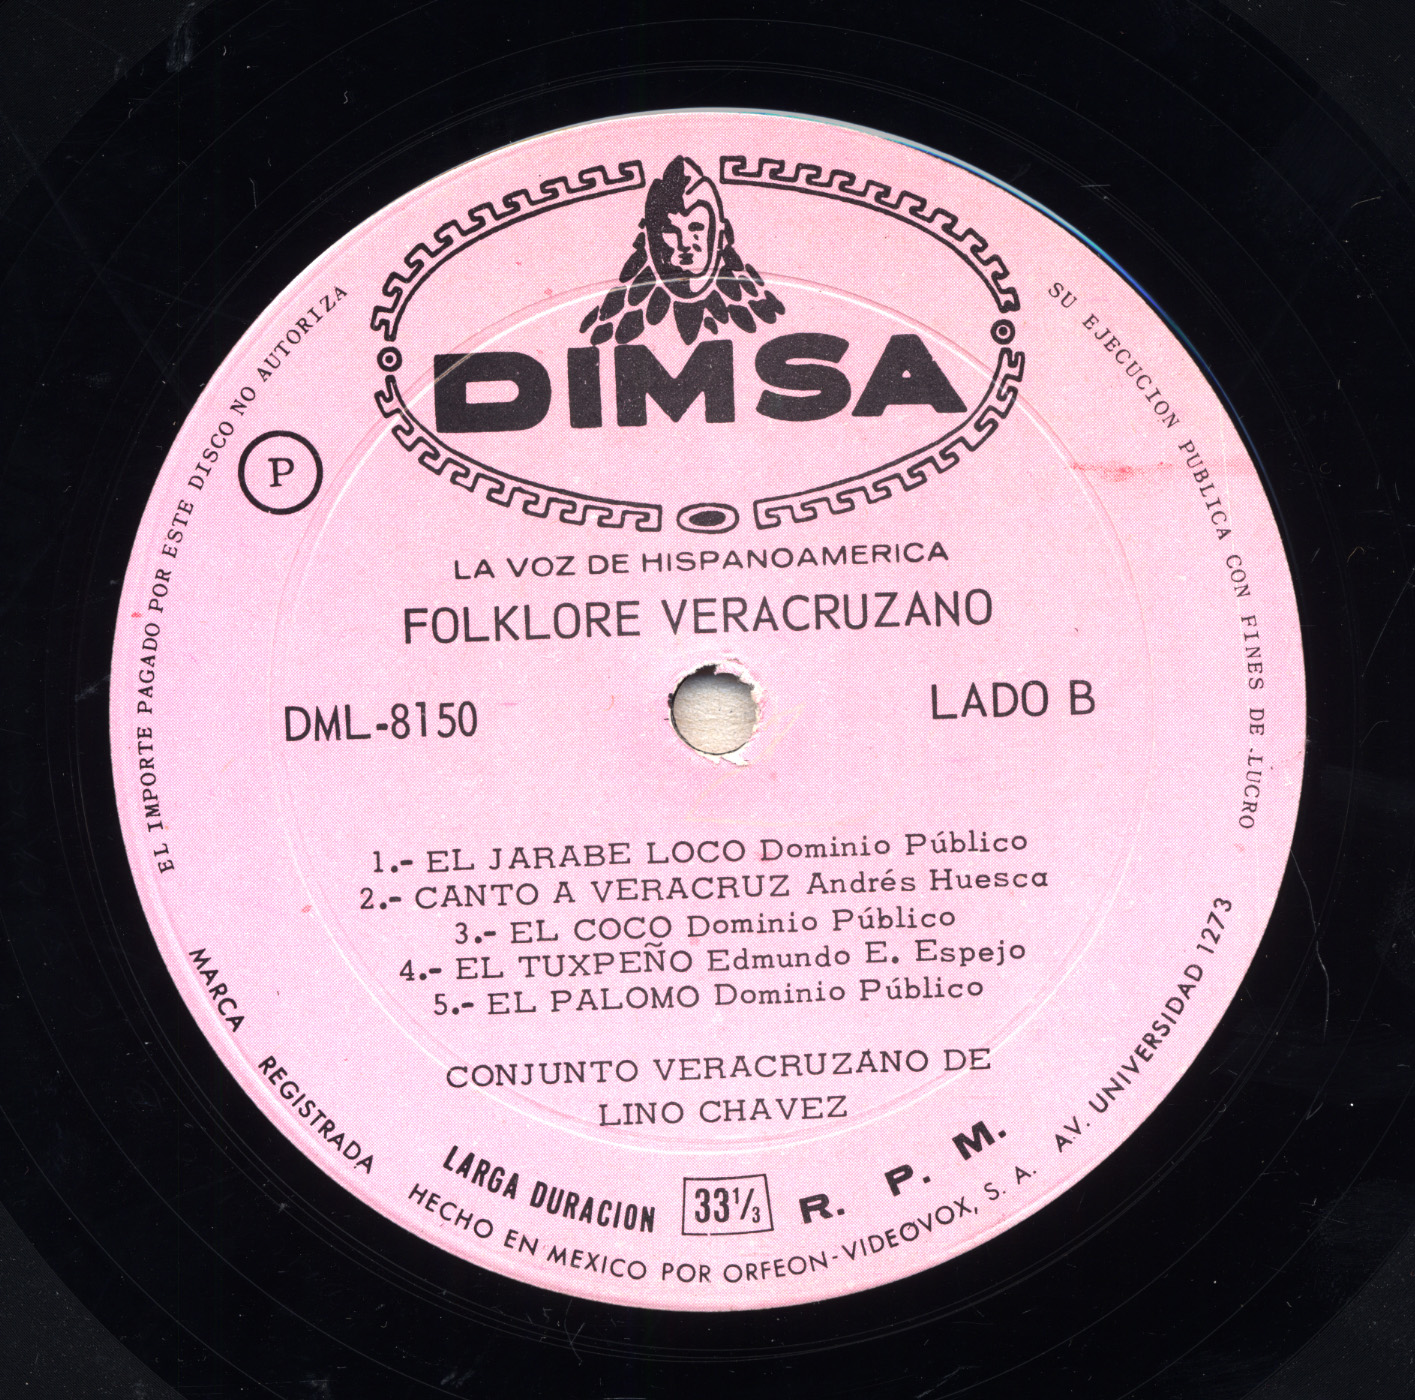 DIMSA
LA VOZ DE HISPANOAMERICA
FOLKLORE VERACRUZANO
P
DML-8150
LADO B
1.- EL JARABE LOCO Dominio Público
2.- CANTO A VERACRUZ Andrés Huesca
3.- EL COCO Dominio Público
4.- EL TUXPEÑO Edmundo E. Espejo
5.- EL PALOMO Dominio Público
CONJUNTO VERACRUZANO DE
LINO CHAVEZ
LARGA DURACION 33 1/3 R. P. M.
EL IMPORTE PAGADO POR ESTE DISCO NO AUTORIZA SU EJECUCION PUBLICA CON FINES DE LUCRO
MARCA REGISTRADA HECHO EN MEXICO POR ORFEON-VIDEOVOX, S. A. AV. UNIVERSIDAD 1273